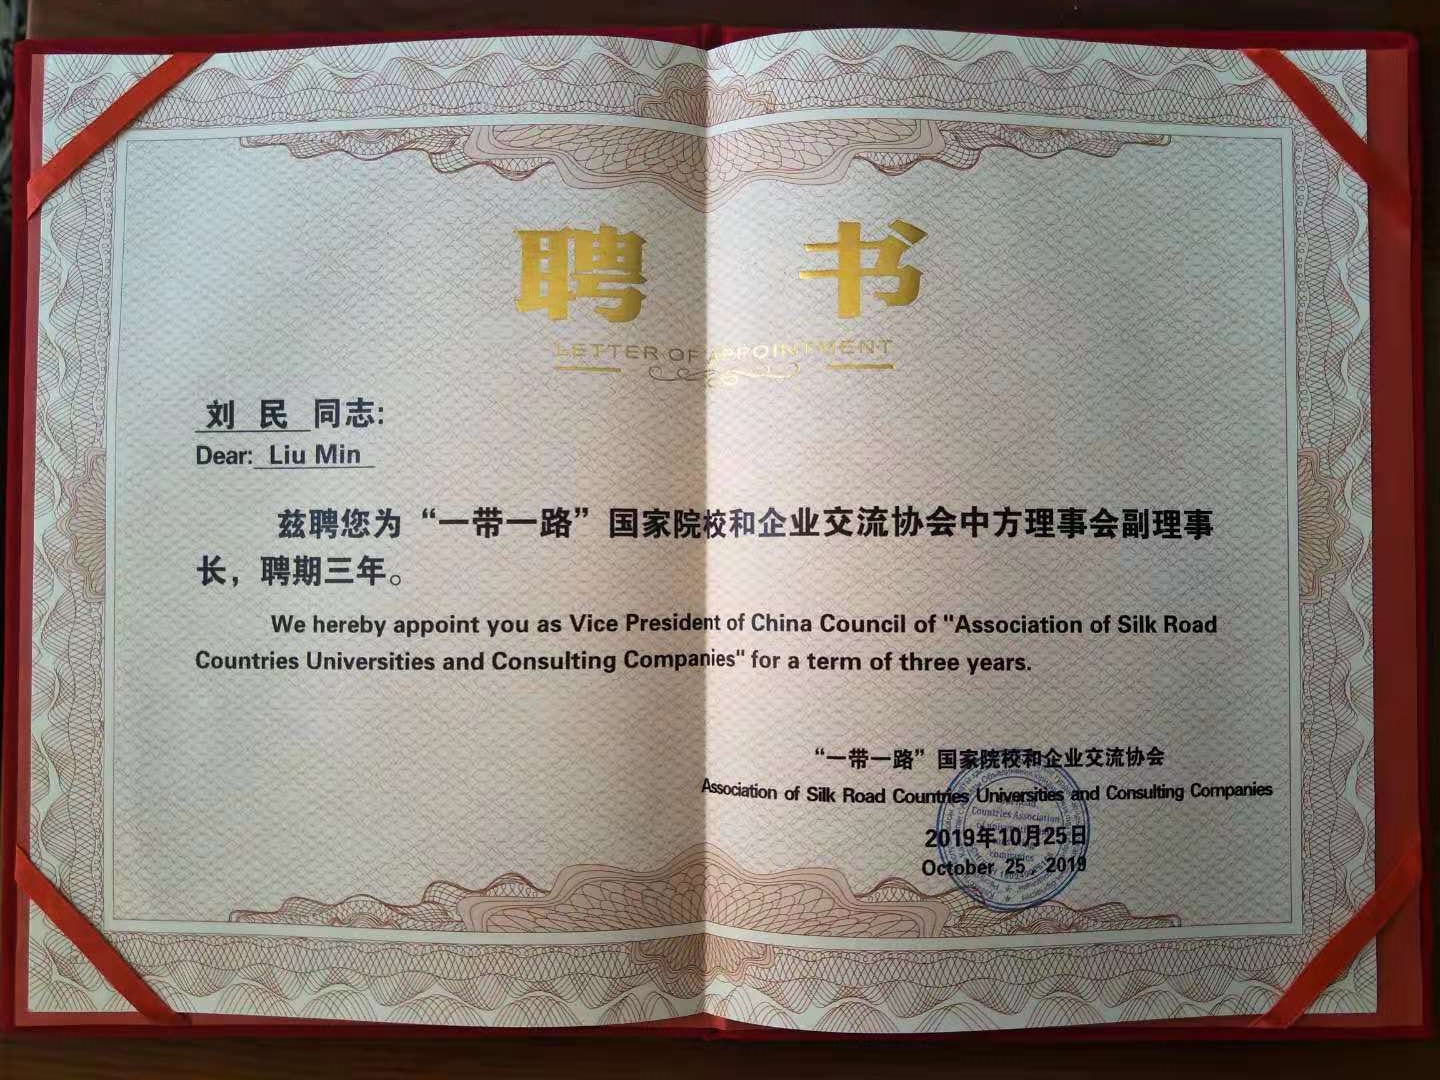 聘书
LETTER OF APPOINTMENT
刘 民 同志:
Dear: Liu Min
兹聘您为“一带一路”国家院校和企业交流协会中方理事会副理事
长，聘期三年。
We hereby appoint you as Vice President of China Council of "Association of Silk Road
Countries Universities and Consulting Companies" for a term of three years.
“一带一路”国家院校和企业交流协会
Association of Silk Road Countries Universities and Consulting Companies
Countries Association
companies
2019年10月25日
October 25, 2019